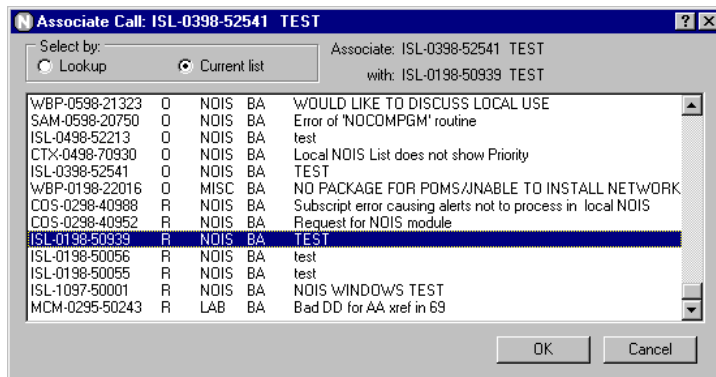 N Associate Call: ISL-0398-52541 TEST ? X
Select by:
Lookup Current list
Associate: ISL-0398-52541 TEST
with: ISL-0198-50939 TEST
WBP-0598-21323 O NOIS BA WOULD LIKE TO DISCUSS LOCAL USE
SAM-0598-20750 O NOIS BA Error of 'NOCOMPGM' routine
ISL-0498-52213 O NOIS BA test
CTX-0498-70930 O NOIS BA Local NOIS List does not show Priority
ISL-0398-52541 O NOIS BA TEST
WBP-0198-22016 O MISC BA NO PACKAGE FOR POMS/JNABLE TO INSTALL NETWORK
COS-0298-40988 R NOIS BA Subscript error causing alerts not to process in local NOIS
COS-0298-40952 R NOIS BA Request for NOIS module
ISL-0198-50939 R NOIS BA TEST
ISL-0198-50056 R NOIS BA test
ISL-0198-50055 R NOIS BA test
ISL-1097-50001 R NOIS BA NOIS WINDOWS TEST
MCM-0295-50243 R LAB BA Bad DD for AA xref in 69
OK Cancel